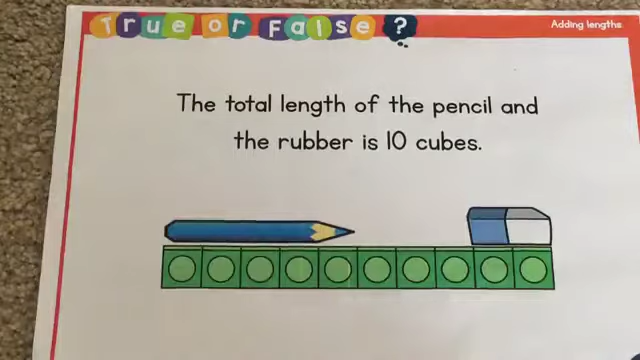 True or False?
Adding lengths
The total length of the pencil and
the rubber is 10 cubes.